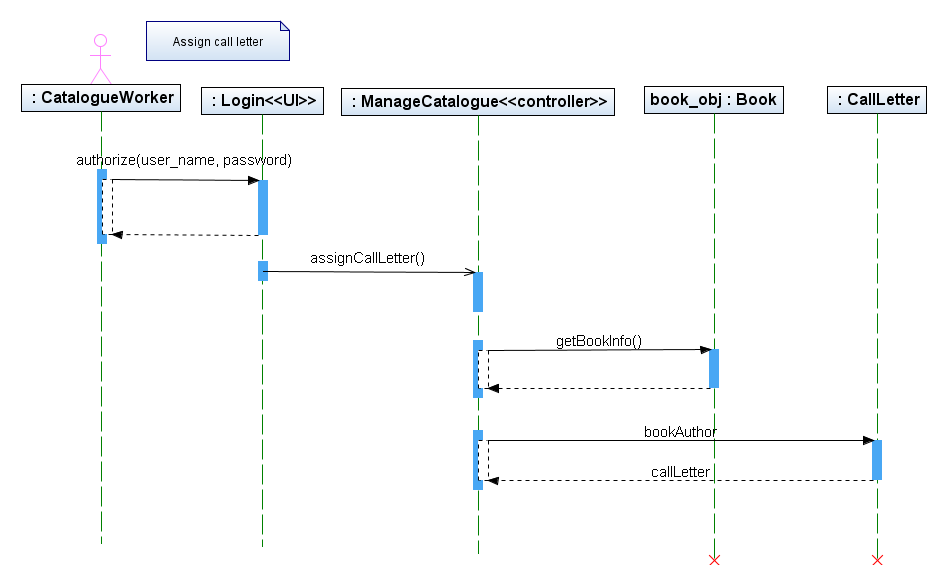 Assign call letter
: CatalogueWorker
: Login<<UI>>
: ManageCatalogue<<controller>>
book_obj : Book
: CallLetter
authorize(user_name, password)
assignCallLetter()
getBookInfo()
bookAuthor
callLetter